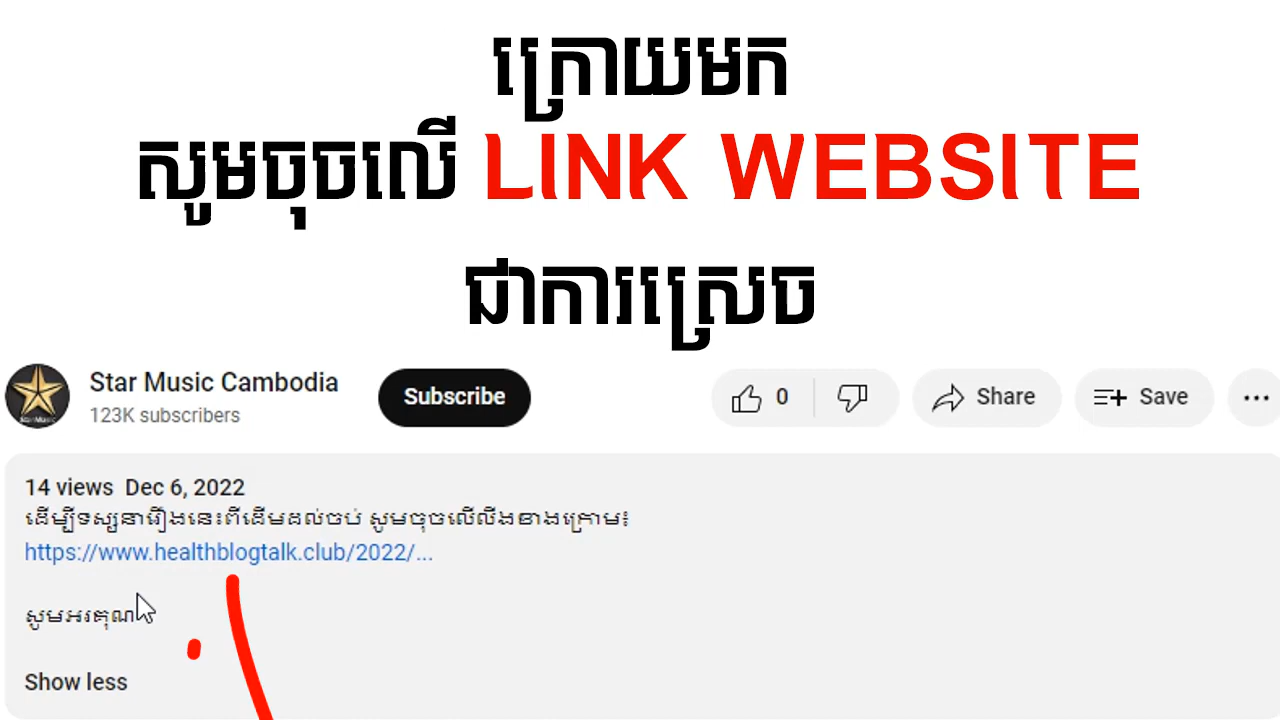 ក្រោយមក
សូមចុចលើ LINK WEBSITE
ជាការស្រេច
Star Music Cambodia
123K subscribers
Subscribe
0
Share
Save
14 views Dec 6, 2022
ដើម្បីទស្សនារឿងនេះពីដើមដល់ចប់ សូមចុចលើលីងខាងក្រោម៖
https://www.healthblogtalk.club/2022/...
សូមអរគុណ
Show less